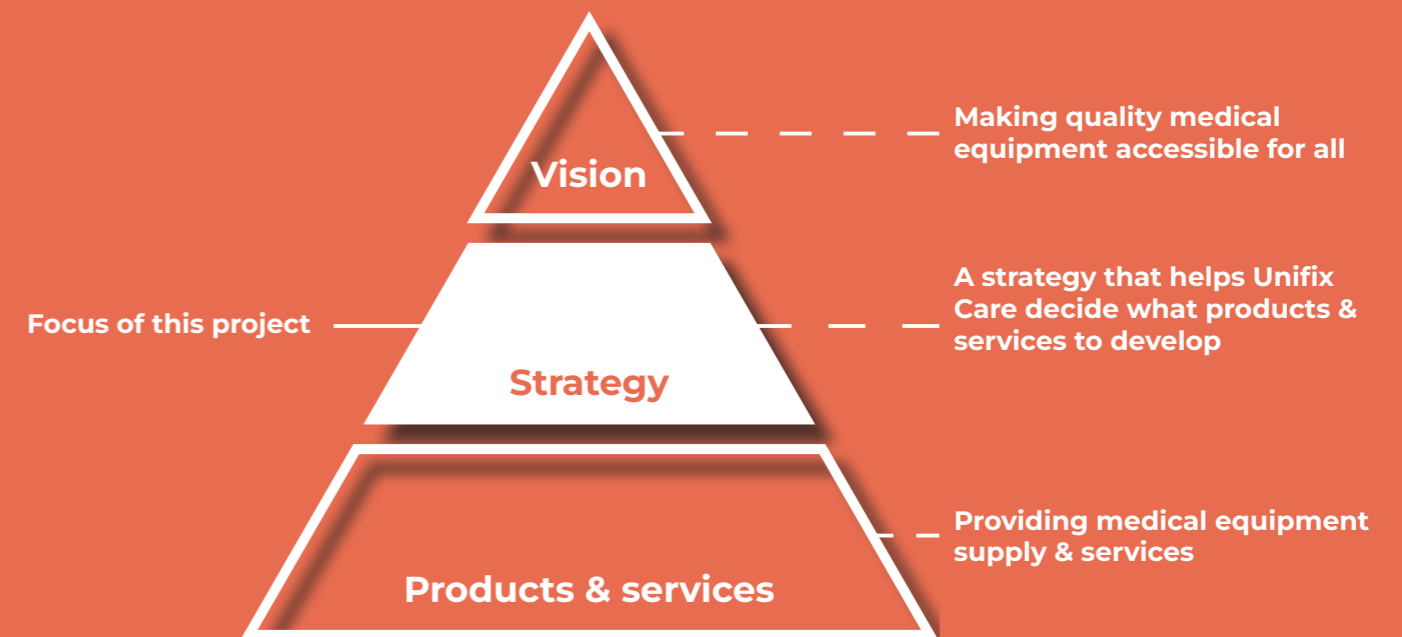 Making quality medical
equipment accessible for all
Vision
A strategy that helps Unifix
Care decide what products &
services to develop
Focus of this project
Strategy
Providing medical equipment
supply & services
Products & services